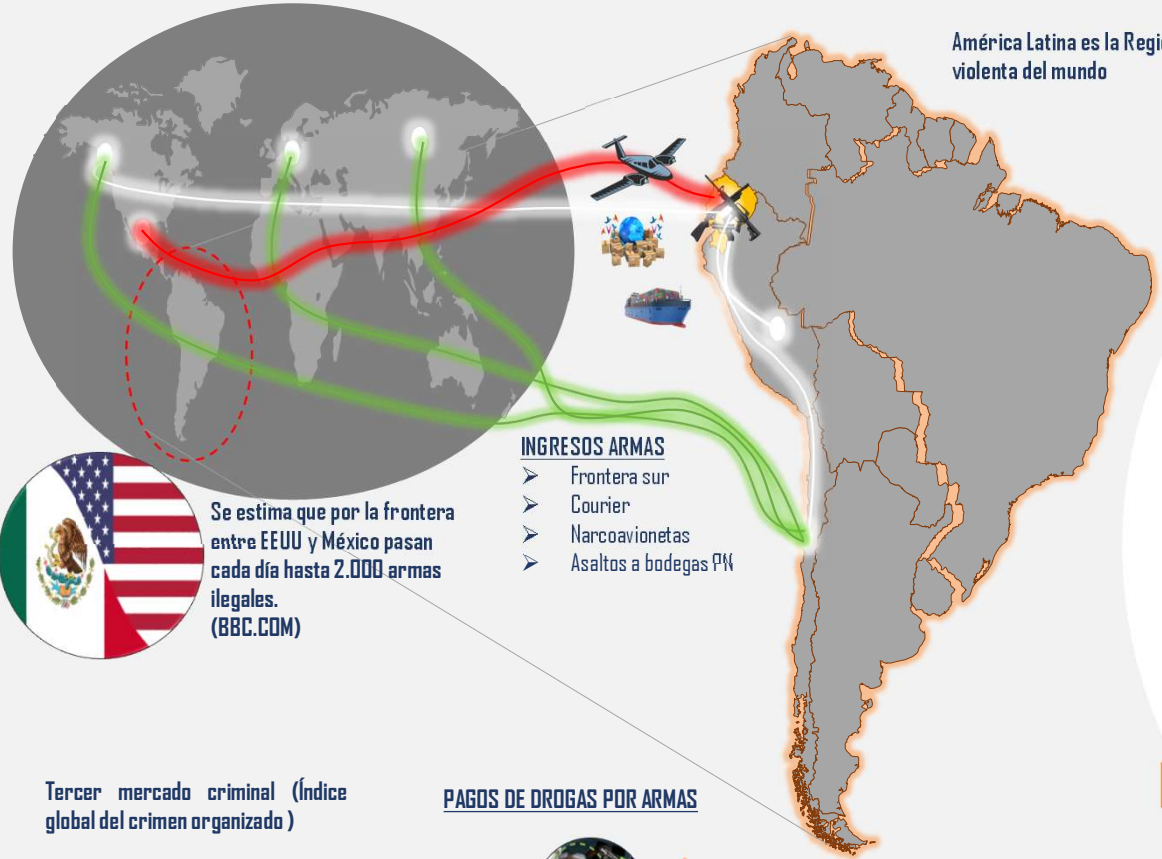 América Latina es la Regi
violenta del mundo
INGRESOS ARMAS
➢ Frontera sur
➢ Courier
➢ Narcoavionetas
➢ Asaltos a bodegas PN
Se estima que por la frontera
entre EEUU y México pasan
cada día hasta 2.000 armas
ilegales.
(BBC.COM)
Tercer mercado criminal (Índice
global del crimen organizado )
PAGOS DE DROGAS POR ARMAS